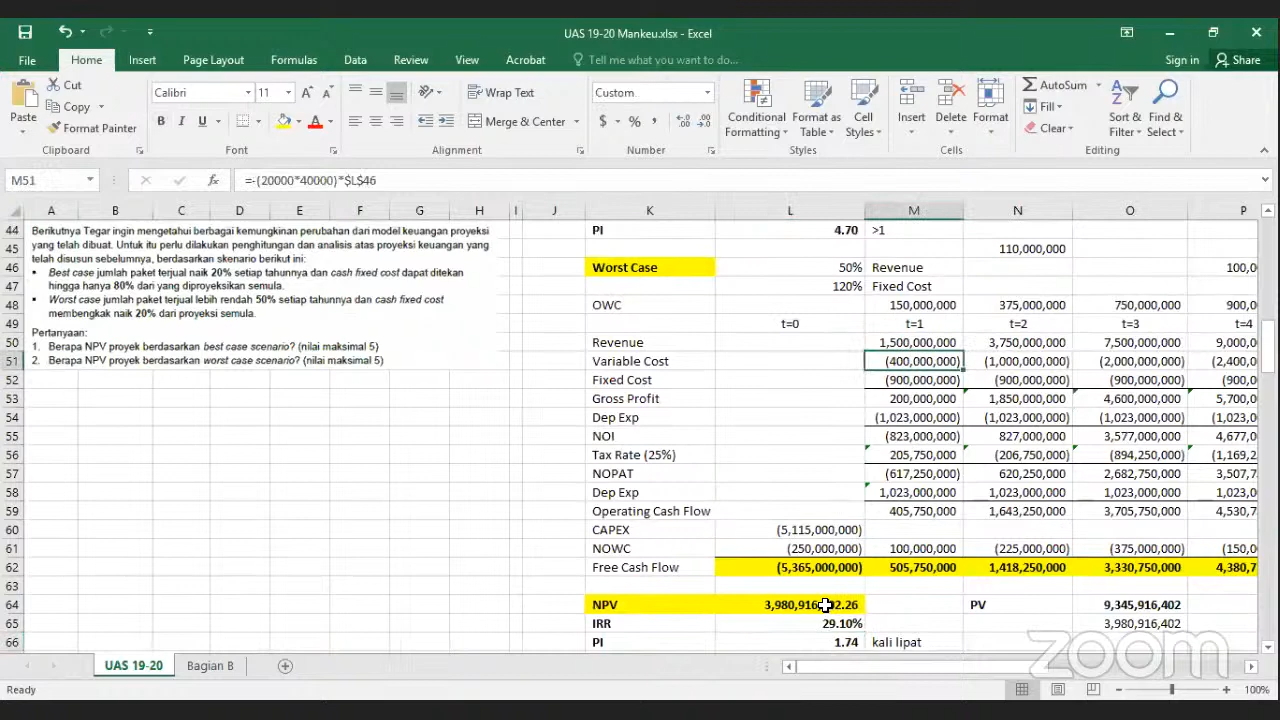 UAS 19-20 Mankeu.xlsx - Excel
File Home Insert Page Layout Formulas Data Review View Acrobat Tell me what you want to do... Sign in Share
Cut
Copy
Format Painter
Paste
Calibri 11
Wrap Text
Merge & Center
Custom
Conditional Formatting
Format as Table
Cell Styles
Insert Delete Format
AutoSum
Fill
Clear
Sort & Filter
Find & Select
Clipboard Font Alignment Number Styles Cells Editing
M51 =-(20000*40000)*$L$46
A B C D E F G H I J K L M N O P
Berikutnya Tegar ingin mengetahui berbagai kemungkinan perubahan dari model keuangan proyeksi
yang telah dibuat. Untuk itu perlu dilakukan penghitungan dan analisis atas proyeksi keuangan yang
telah disusun sebelumnya, berdasarkan skenario berikut ini:
▪ Best case jumlah paket terjual naik 20% setiap tahunnya dan cash fixed cost dapat ditekan
hingga hanya 80% dari yang diproyeksikan semula.
▪ Worst case jumlah paket terjual lebih rendah 50% setiap tahunnya dan cash fixed cost
membengkak naik 20% dari proyeksi semula.
Pertanyaan:
1. Berapa NPV proyek berdasarkan best case scenario? (nilai maksimal 5)
2. Berapa NPV proyek berdasarkan worst case scenario? (nilai maksimal 5)
44 PI 4.70 >1
45 110,000,000
46 Worst Case 50% Revenue 100,0
47 120% Fixed Cost
48 OWC 150,000,000 375,000,000 750,000,000 900,0
49 t=0 t=1 t=2 t=3 t=4
50 Revenue 1,500,000,000 3,750,000,000 7,500,000,000 9,000,0
51 Variable Cost (400,000,000) (1,000,000,000) (2,000,000,000) (2,400,0
52 Fixed Cost (900,000,000) (900,000,000) (900,000,000) (900,0
53 Gross Profit 200,000,000 1,850,000,000 4,600,000,000 5,700,0
54 Dep Exp (1,023,000,000) (1,023,000,000) (1,023,000,000) (1,023,0
55 NOI (823,000,000) 827,000,000 3,577,000,000 4,677,0
56 Tax Rate (25%) 205,750,000 (206,750,000) (894,250,000) (1,169,2
57 NOPAT (617,250,000) 620,250,000 2,682,750,000 3,507,7
58 Dep Exp 1,023,000,000 1,023,000,000 1,023,000,000 1,023,0
59 Operating Cash Flow 405,750,000 1,643,250,000 3,705,750,000 4,530,7
60 CAPEX (5,115,000,000)
61 NOWC (250,000,000) 100,000,000 (225,000,000) (375,000,000) (150,0
62 Free Cash Flow (5,365,000,000) 505,750,000 1,418,250,000 3,330,750,000 4,380,7
63
64 NPV PV 9,345,916,402
65 IRR 29.10% 3,980,916,402
66 PI 1.74 kali lipat
zoom
UAS 19-20 Bagian B
Ready 100%